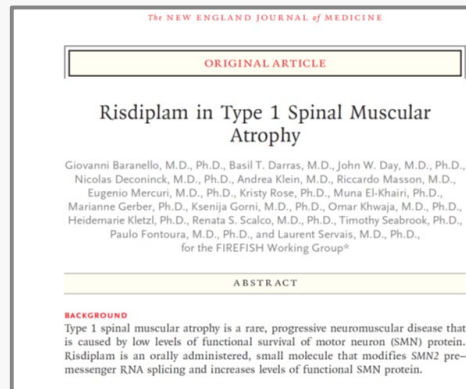 The NEW ENGLAND JOURNAL of MEDICINE
ORIGINAL ARTICLE
Risdiplam in Type 1 Spinal Muscular
Atrophy
Giovanni Baranello, M.D., Ph.D., Basil T. Darras, M.D., John W. Day, M.D., Ph.D.,
Nicolas Deconinck, M.D., Ph.D., Andrea Klein, M.D., Riccardo Masson, M.D.,
Eugenio Mercuri, M.D., Ph.D., Kristy Rose, Ph.D., Muna El-Khairi, Ph.D.,
Marianne Gerber, Ph.D., Ksenija Gorni, M.D., Ph.D., Omar Khwaja, M.D., Ph.D.,
Heidemarie Kletzl, Ph.D., Renata S. Scalco, M.D., Ph.D., Timothy Seabrook, Ph.D.,
Paulo Fontoura, M.D., Ph.D., and Laurent Servais, M.D., Ph.D.,
for the FIREFISH Working Group*
ABSTRACT
BACKGROUND
Type 1 spinal muscular atrophy is a rare, progressive neuromuscular disease that
is caused by low levels of functional survival of motor neuron (SMN) protein.
Risdiplam is an orally administered, small molecule that modifies SMN2 pre–
messenger RNA splicing and increases levels of functional SMN protein.